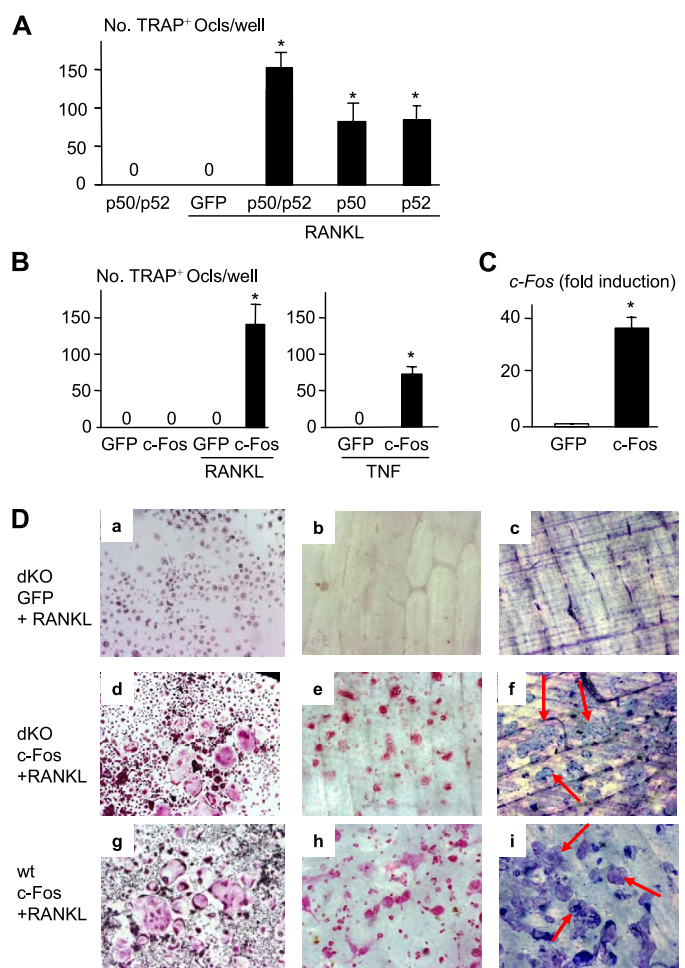 A
No. TRAP⁺ Ocls/well
*
* *
150
100
50
0
0 0
p50/p52 GFP p50/p52 p50 p52
RANKL
B
No. TRAP⁺ Ocls/well
*
150
100
50
0
0 0 0
GFP c-Fos GFP c-Fos
RANKL
150
100
50
0
*
0
GFP c-Fos
TNF
C
c-Fos (fold induction)
*
40
20
0
GFP c-Fos
D
a b c
dKO
GFP
+ RANKL
d e f
dKO
c-Fos
+RANKL
g h i
wt
c-Fos
+RANKL